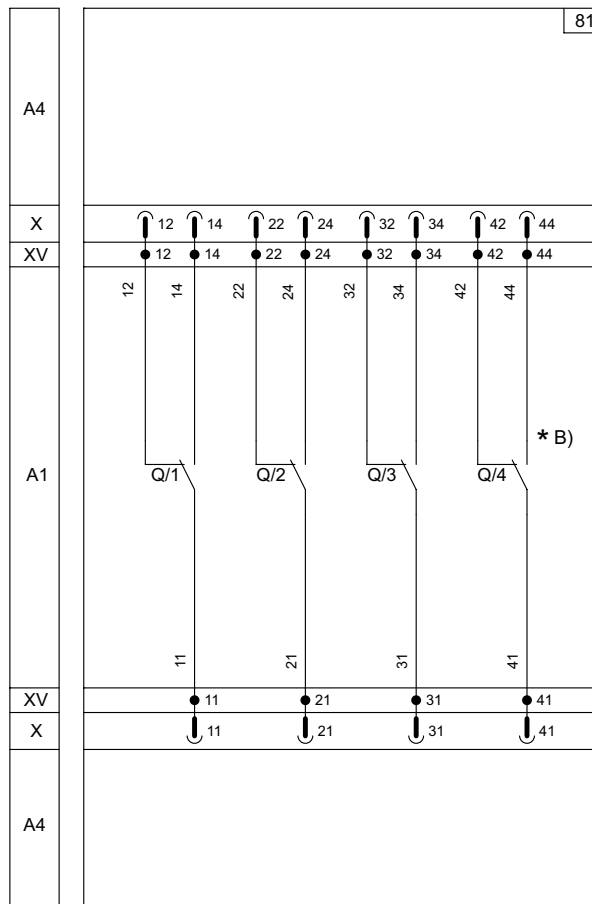 81
A4
X 12 14 22 24 32 34 42 44
XV 12 14 22 24 32 34 42 44
12 14 22 24 32 34 42 44
* B)
A1 Q/1 Q/2 Q/3 Q/4
11 21 31 41
XV 11 21 31 41
X 11 21 31 41
A4